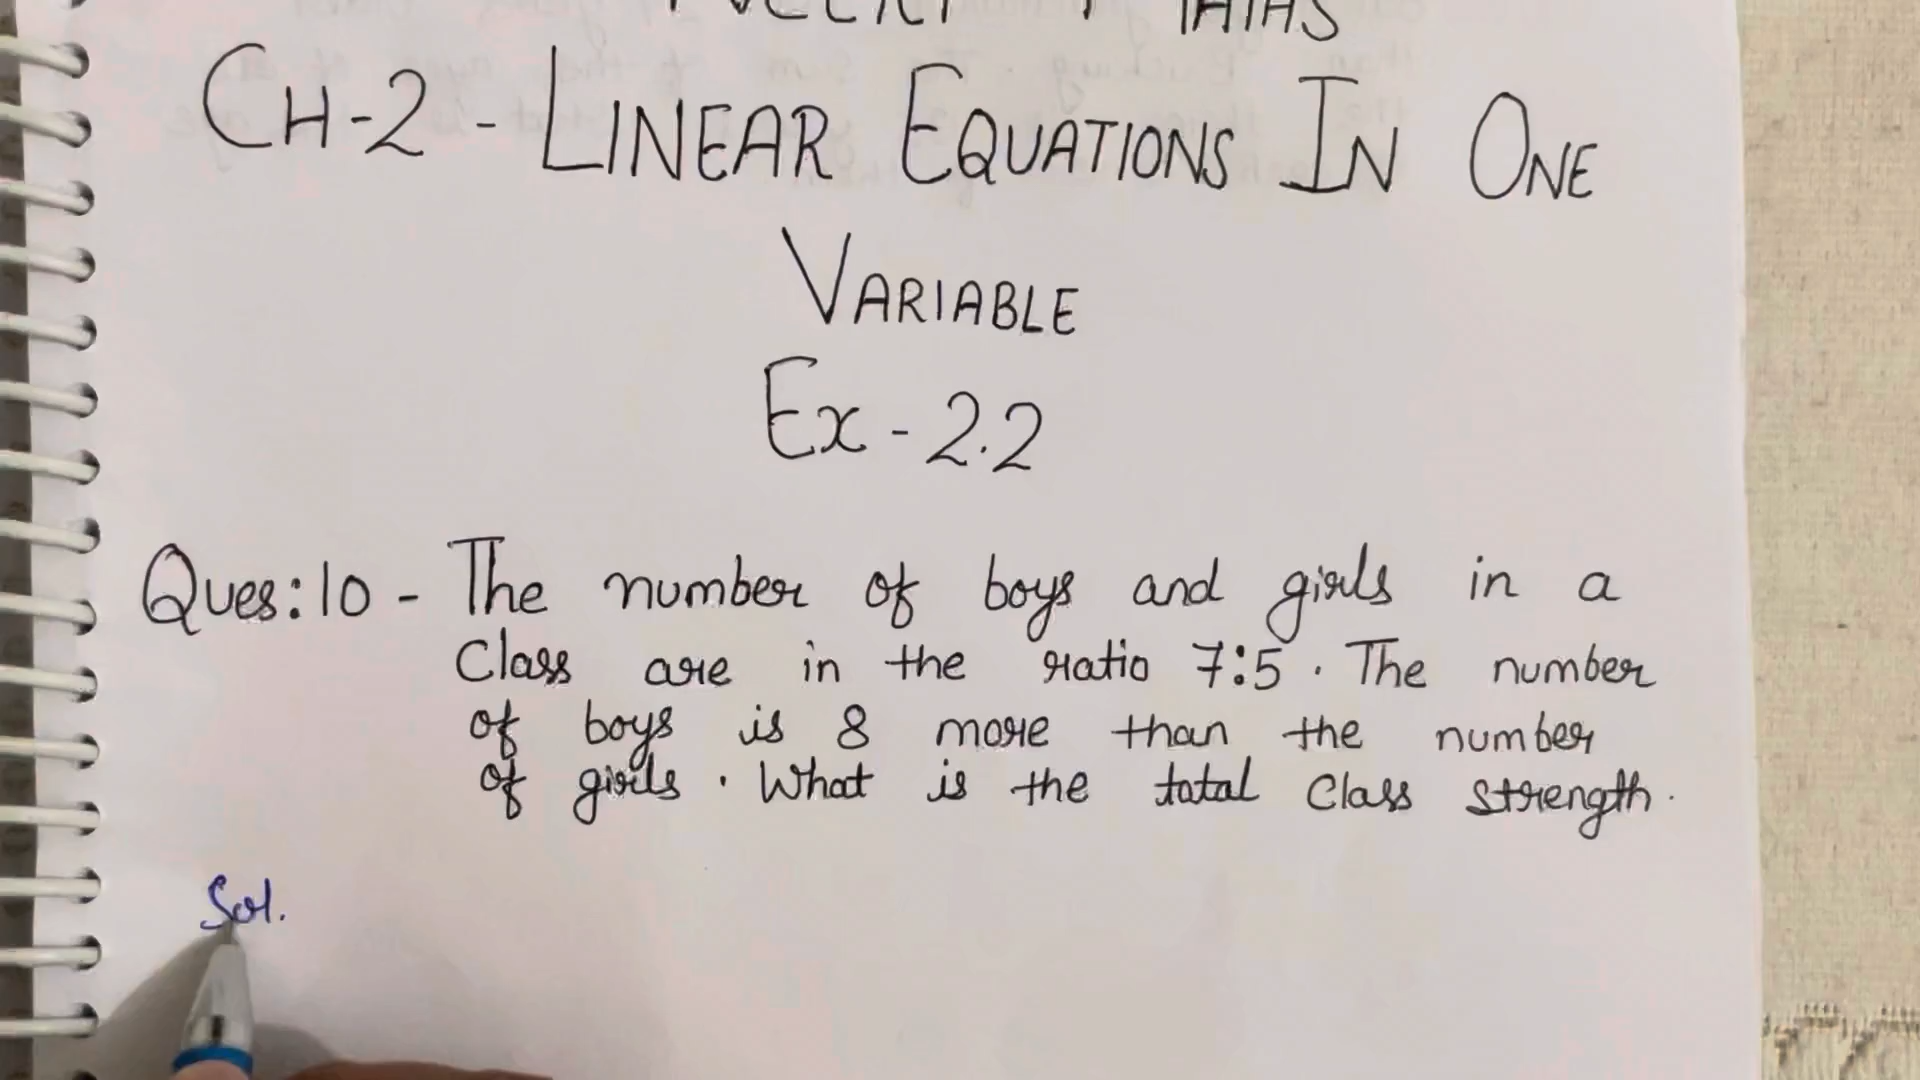 MATHS
CH-2 - LINEAR EQUATIONS IN ONE
VARIABLE
Ex - 2.2
Ques: 10 - The number of boys and girls in a
Class are in the ratio 7:5 . The number
of boys is 8 more than the number
of girls . What is the total Class strength.
Sol.